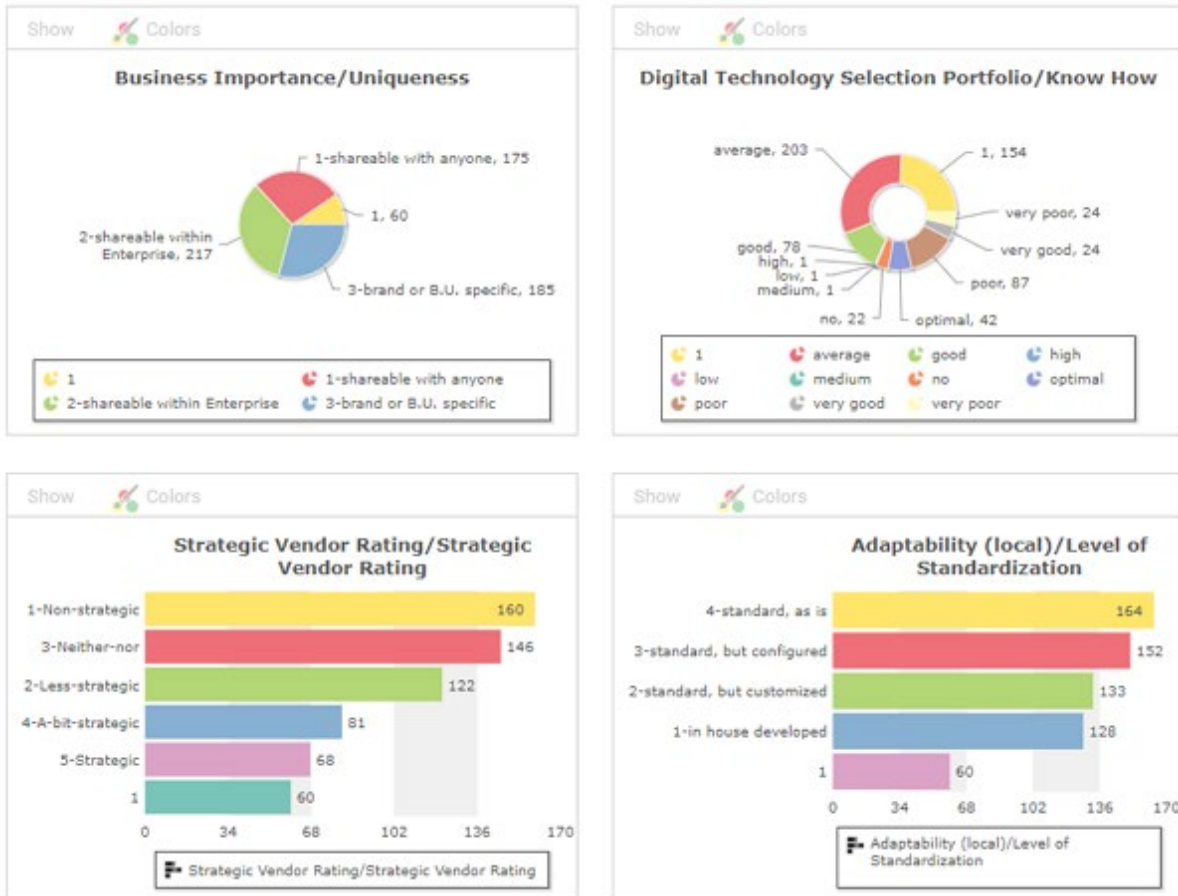 Show Colors
Business Importance/Uniqueness
1-shareable with anyone, 175
1, 60
2-shareable within
Enterprise, 217
3-brand or B.U. specific, 185
1
1-shareable with anyone
2-shareable within Enterprise
3-brand or B.U. specific
Show Colors
Digital Technology Selection Portfolio/Know How
average, 203
1, 154
very poor, 24
good, 78
very good, 24
high, 1
low, 1
poor, 87
medium, 1
no, 22
optimal, 42
1
average
good
high
low
medium
no
optimal
poor
very good
very poor
Show Colors
Strategic Vendor Rating/Strategic
Vendor Rating
1-Non-strategic 160
3-Neither-nor 146
2-Less-strategic 122
4-A-bit-strategic 81
5-Strategic 68
1 60
0 34 68 102 136 170
Strategic Vendor Rating/Strategic Vendor Rating
Show Colors
Adaptability (local)/Level of
Standardization
4-standard, as is 164
3-standard, but configured 152
2-standard, but customized 133
1-in house developed 128
1 60
0 34 68 102 136 170
Adaptability (local)/Level of
Standardization